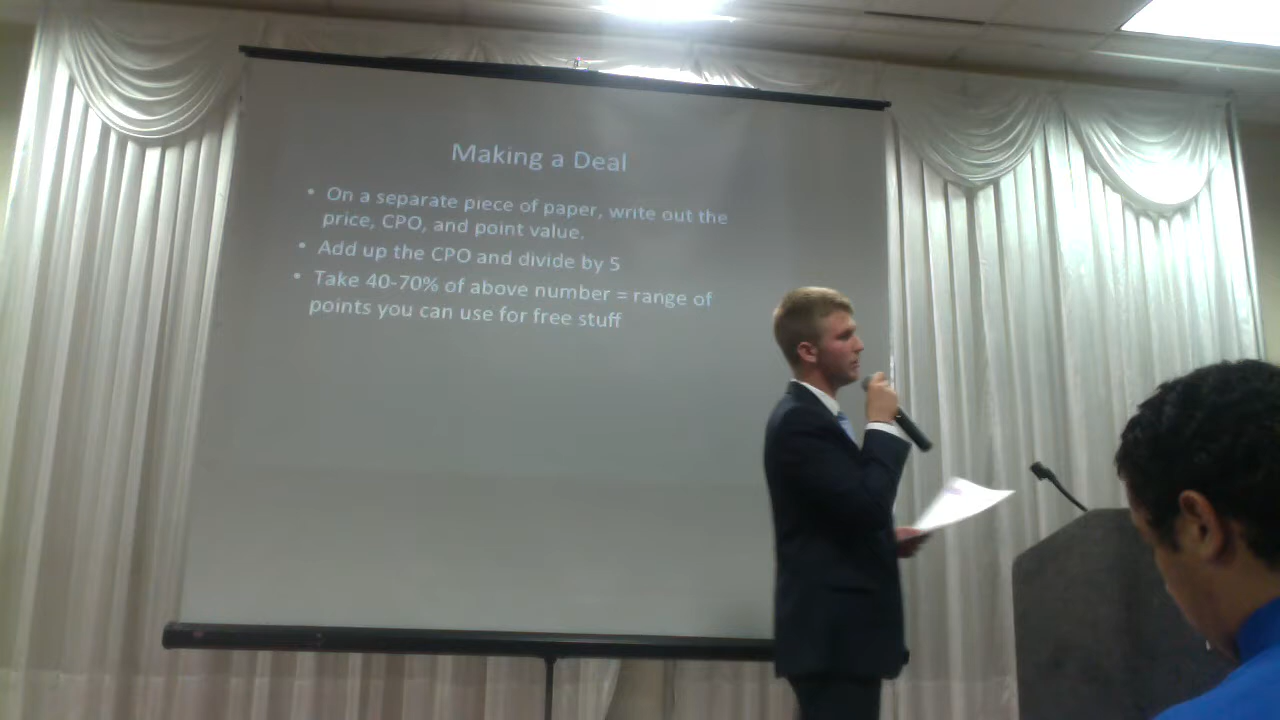 Making a Deal
• On a separate piece of paper, write out the
price, CPO, and point value.
• Add up the CPO and divide by 5
• Take 40-70% of above number = range of
points you can use for free stuff